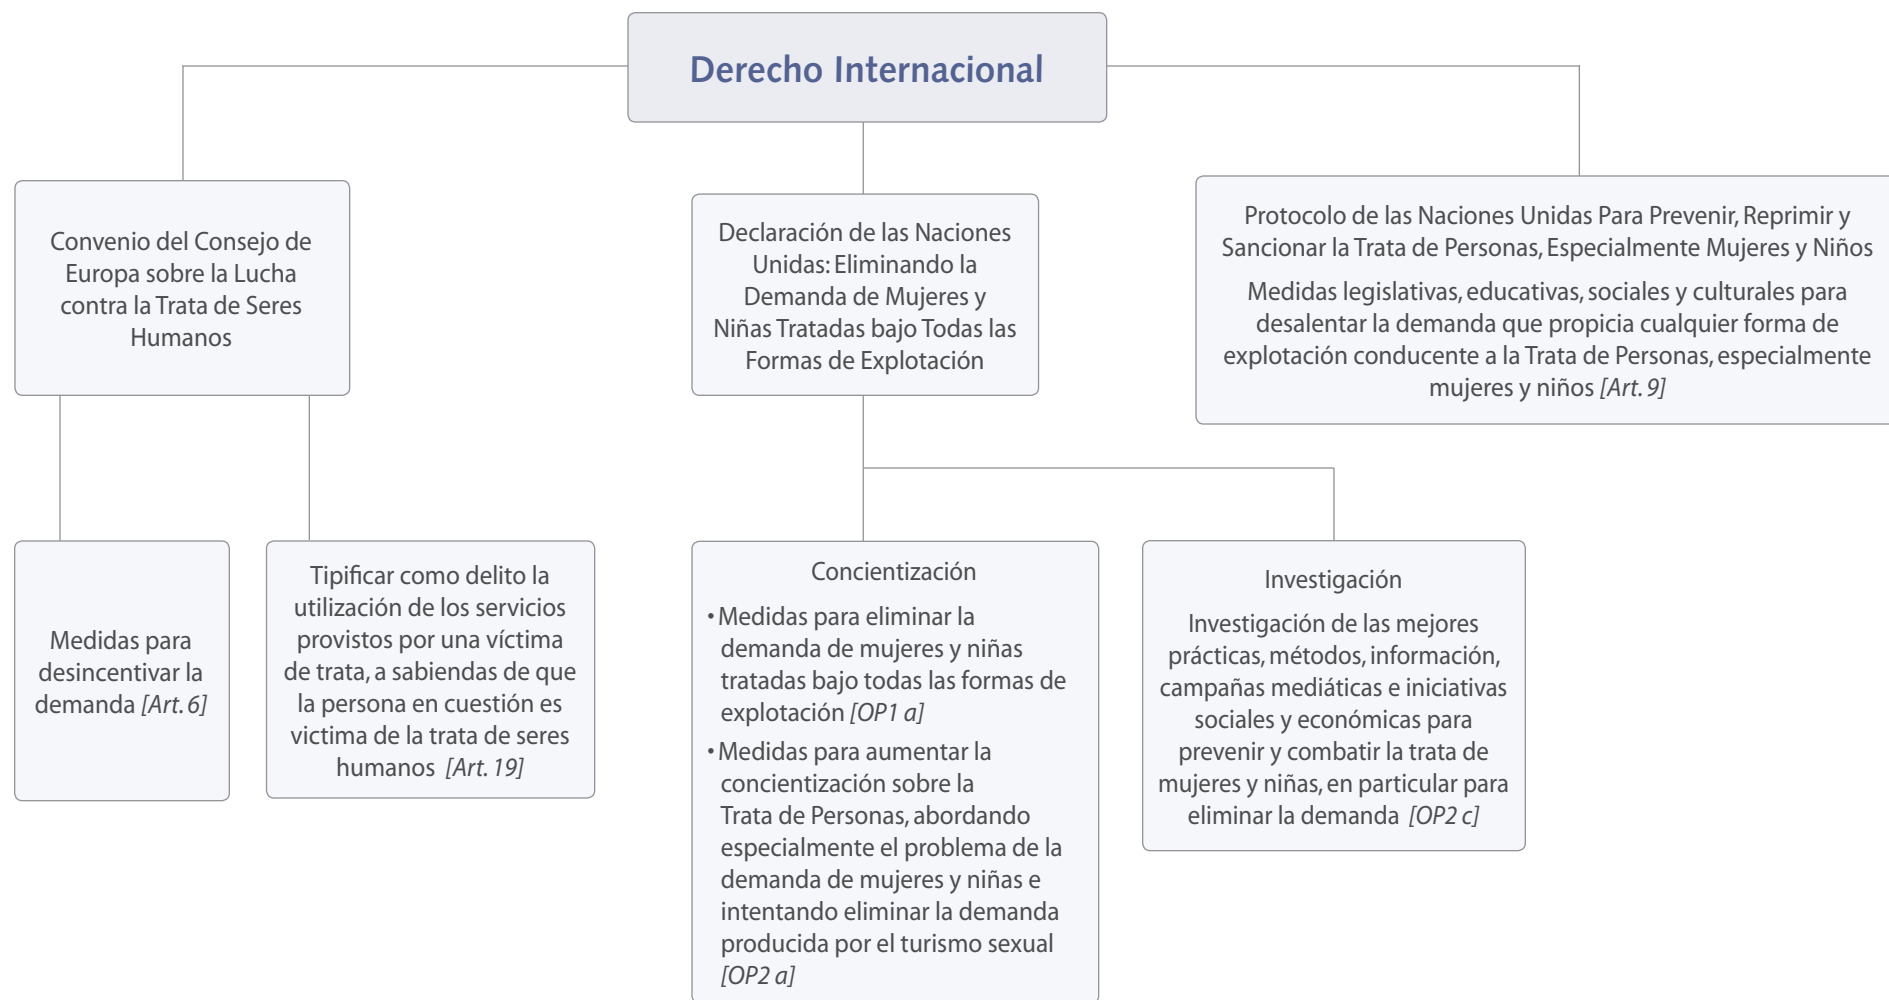 Derecho Internacional
Convenio del Consejo de
Europa sobre la Lucha
contra la Trata de Seres
Humanos
Declaración de las Naciones
Unidas: Eliminando la
Demanda de Mujeres y
Niñas Tratadas bajo Todas las
Formas de Explotación
Protocolo de las Naciones Unidas Para Prevenir, Reprimir y
Sancionar la Trata de Personas, Especialmente Mujeres y Niños
Medidas legislativas, educativas, sociales y culturales para
desalentar la demanda que propicia cualquier forma de
explotación conducente a la Trata de Personas, especialmente
mujeres y niños [Art. 9]
Medidas para
desincentivar la
demanda [Art. 6]
Tipificar como delito la
utilización de los servicios
provistos por una víctima
de trata, a sabiendas de que
la persona en cuestión es
victima de la trata de seres
humanos [Art. 19]
Concientización
• Medidas para eliminar la
demanda de mujeres y niñas
tratadas bajo todas las formas de
explotación [OP1 a]
• Medidas para aumentar la
concientización sobre la
Trata de Personas, abordando
especialmente el problema de la
demanda de mujeres y niñas e
intentando eliminar la demanda
producida por el turismo sexual
[OP2 a]
Investigación
Investigación de las mejores
prácticas, métodos, información,
campañas mediáticas e iniciativas
sociales y económicas para
prevenir y combatir la trata de
mujeres y niñas, en particular para
eliminar la demanda [OP2 c]